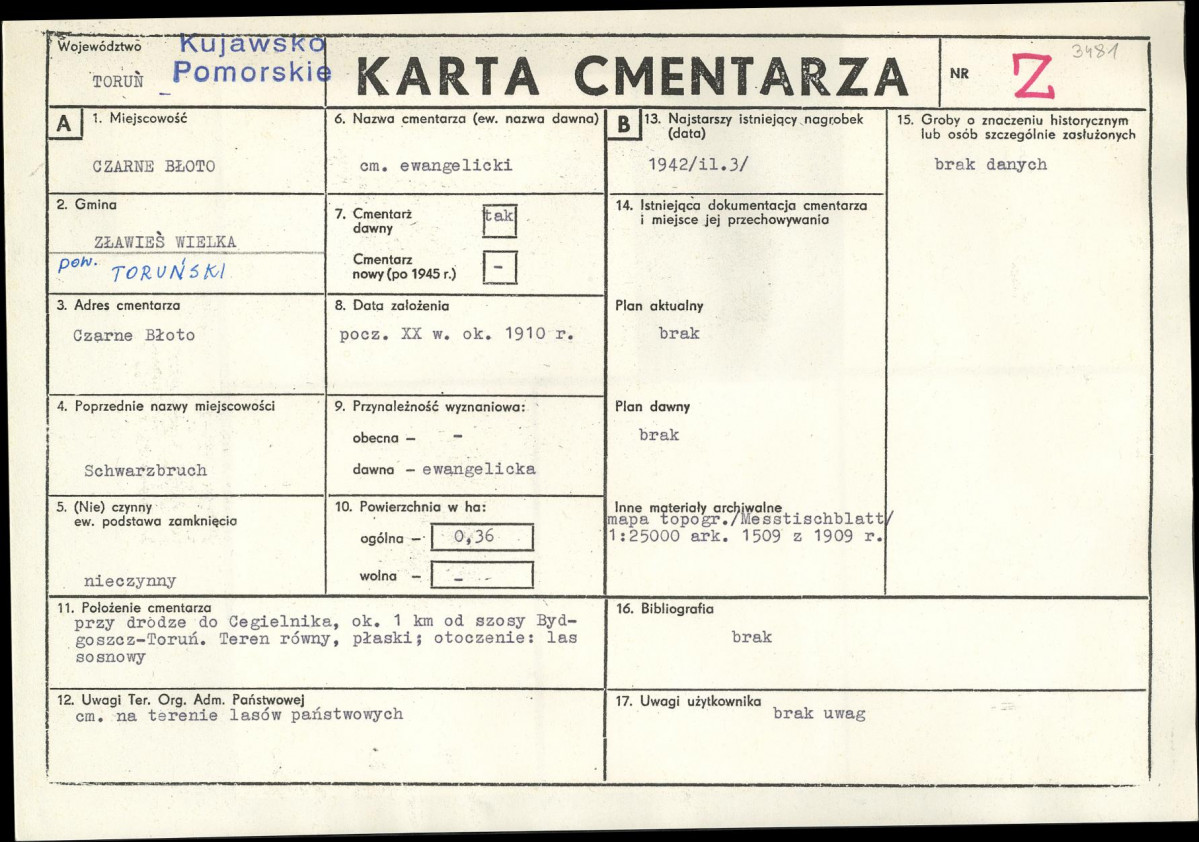 Województwo
TORUŃ
Kujawsko
Pomorskie
KARTA CMENTARZA
NR
Z
3481
A
1. Miejscowość
CZARNE BŁOTO
2. Gmina
ZŁAWIEŚ WIELKA
pow. TORUŃSKI
3. Adres cmentarza
Czarne Błoto
4. Poprzednie nazwy miejscowości
Schwarzbruch
5. (Nie) czynny
ew. podstawa zamknięcia
nieczynny
6. Nazwa cmentarza (ew. nazwa dawna)
cm. ewangelicki
7. Cmentarz
dawny
tak
Cmentarz
nowy (po 1945 r.)
-
8. Data założenia
pocz. XX w. ok. 1910 r.
9. Przynależność wyznaniowa:
obecna – -
dawna – ewangelicka
10. Powierzchnia w ha:
ogólna – 0,36
wolna – -
11. Położenie cmentarza
przy drodze do Cegielnika, ok. 1 km od szosy Byd-
goszcz-Toruń. Teren równy, płaski; otoczenie: las
sosnowy
12. Uwagi Ter. Org. Adm. Państwowej
cm. na terenie lasów państwowych
B
13. Najstarszy istniejący nagrobek
(data)
1942/il.3/
14. Istniejąca dokumentacja cmentarza
i miejsce jej przechowywania
Plan aktualny
brak
Plan dawny
brak
Inne materiały archiwalne
mapa topogr./Messtischblatt/
1:25000 ark. 1509 z 1909 r.
15. Groby o znaczeniu historycznym
lub osób szczególnie zasłużonych
brak danych
16. Bibliografia
brak
17. Uwagi użytkownika
brak uwag